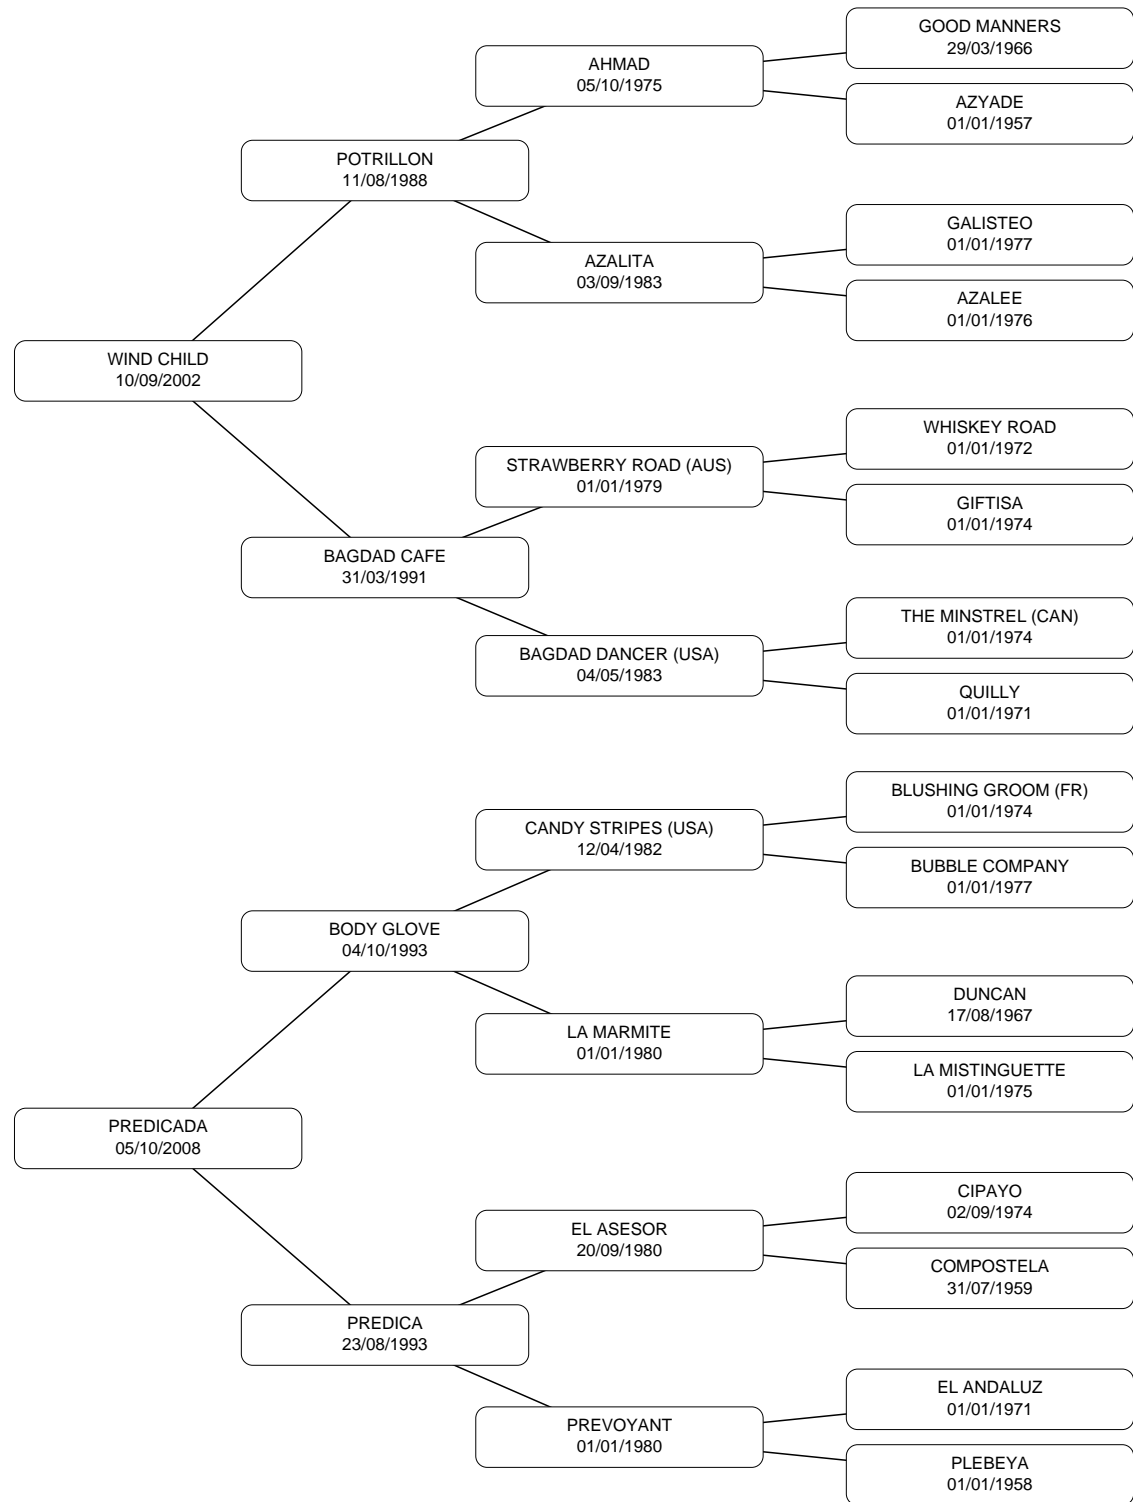 GOOD MANNERS
29/03/1966
AHMAD
05/10/1975
AZYADE
01/01/1957
POTRILLON
11/08/1988
GALISTEO
01/01/1977
AZALITA
03/09/1983
AZALEE
01/01/1976
WIND CHILD
10/09/2002
WHISKEY ROAD
01/01/1972
STRAWBERRY ROAD (AUS)
01/01/1979
GIFTISA
01/01/1974
BAGDAD CAFE
31/03/1991
THE MINSTREL (CAN)
01/01/1974
BAGDAD DANCER (USA)
04/05/1983
QUILLY
01/01/1971
BLUSHING GROOM (FR)
01/01/1974
CANDY STRIPES (USA)
12/04/1982
BUBBLE COMPANY
01/01/1977
BODY GLOVE
04/10/1993
DUNCAN
17/08/1967
LA MARMITE
01/01/1980
LA MISTINGUETTE
01/01/1975
PREDICADA
05/10/2008
CIPAYO
02/09/1974
EL ASESOR
20/09/1980
COMPOSTELA
31/07/1959
PREDICA
23/08/1993
EL ANDALUZ
01/01/1971
PREVOYANT
01/01/1980
PLEBEYA
01/01/1958